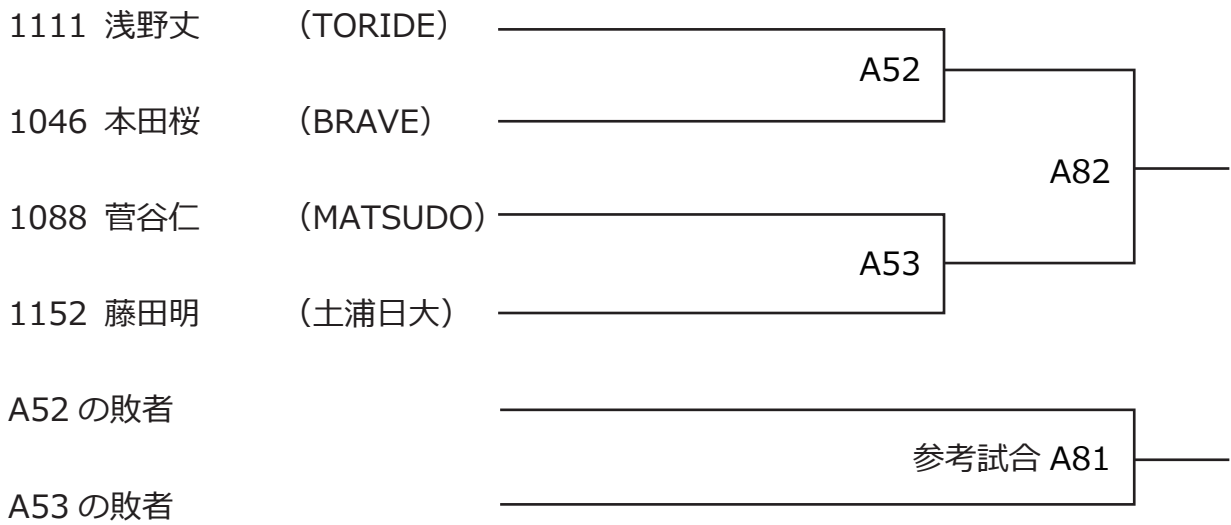 1111 浅野丈 （TORIDE）
A52
1046 本田桜 （BRAVE）
A82
1088 菅谷仁 （MATSUDO）
A53
1152 藤田明 （土浦日大）
A52 の敗者
参考試合 A81
A53 の敗者